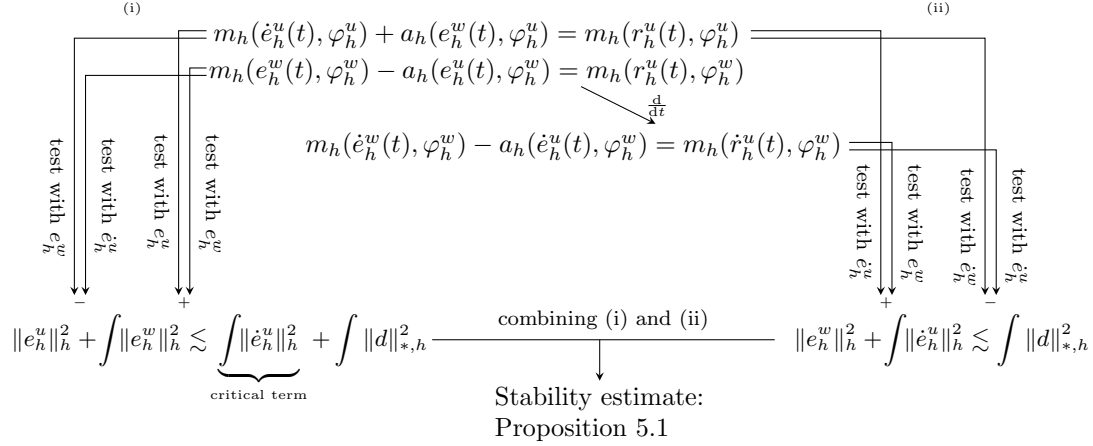 (i) (ii)
$m_h(\dot{e}_h^u(t), \varphi_h^u) + a_h(e_h^w(t), \varphi_h^u) = m_h(r_h^u(t), \varphi_h^u)$
$m_h(e_h^w(t), \varphi_h^w) - a_h(e_h^u(t), \varphi_h^w) = m_h(r_h^u(t), \varphi_h^w)$
$\frac{\mathrm{d}}{\mathrm{d}t}$
$m_h(\dot{e}_h^w(t), \varphi_h^w) - a_h(\dot{e}_h^u(t), \varphi_h^w) = m_h(\dot{r}_h^u(t), \varphi_h^w)$
test with $e_h^w$
test with $\dot{e}_h^u$
test with $e_h^u$
test with $e_h^w$
test with $\dot{e}_h^u$
test with $e_h^w$
test with $\dot{e}_h^w$
test with $\dot{e}_h^u$
− + + −
$\|e_h^u\|_h^2 + \int \|e_h^w\|_h^2 \lesssim \underbrace{\int \|\dot{e}_h^u\|_h^2} + \int \|d\|_{*,h}^2$
critical term
combining (i) and (ii)
$\|e_h^w\|_h^2 + \int \|\dot{e}_h^u\|_h^2 \lesssim \int \|d\|_{*,h}^2$
Stability estimate:
Proposition 5.1